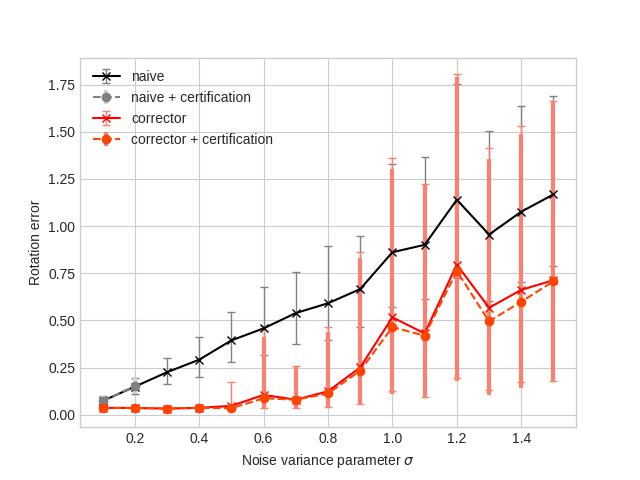 naive
naive + certification
corrector
corrector + certification
1.75
1.50
1.25
1.00
0.75
0.50
0.25
0.00
Rotation error
0.2 0.4 0.6 0.8 1.0 1.2 1.4
Noise variance parameter σ